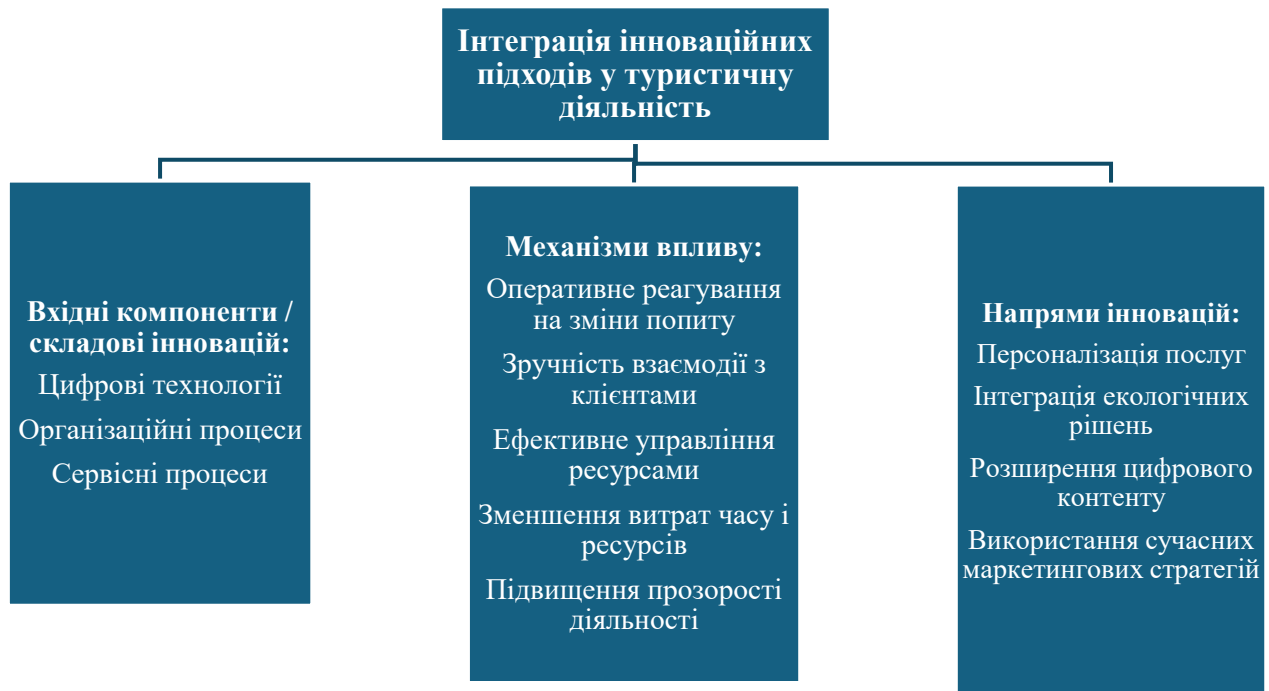 Інтеграція інноваційних
підходів у туристичну
діяльність
Вхідні компоненти /
складові інновацій:
Цифрові технології
Організаційні процеси
Сервісні процеси
Механізми впливу:
Оперативне реагування
на зміни попиту
Зручність взаємодії з
клієнтами
Ефективне управління
ресурсами
Зменшення витрат часу і
ресурсів
Підвищення прозорості
діяльності
Напрями інновацій:
Персоналізація послуг
Інтеграція екологічних
рішень
Розширення цифрового
контенту
Використання сучасних
маркетингових стратегій